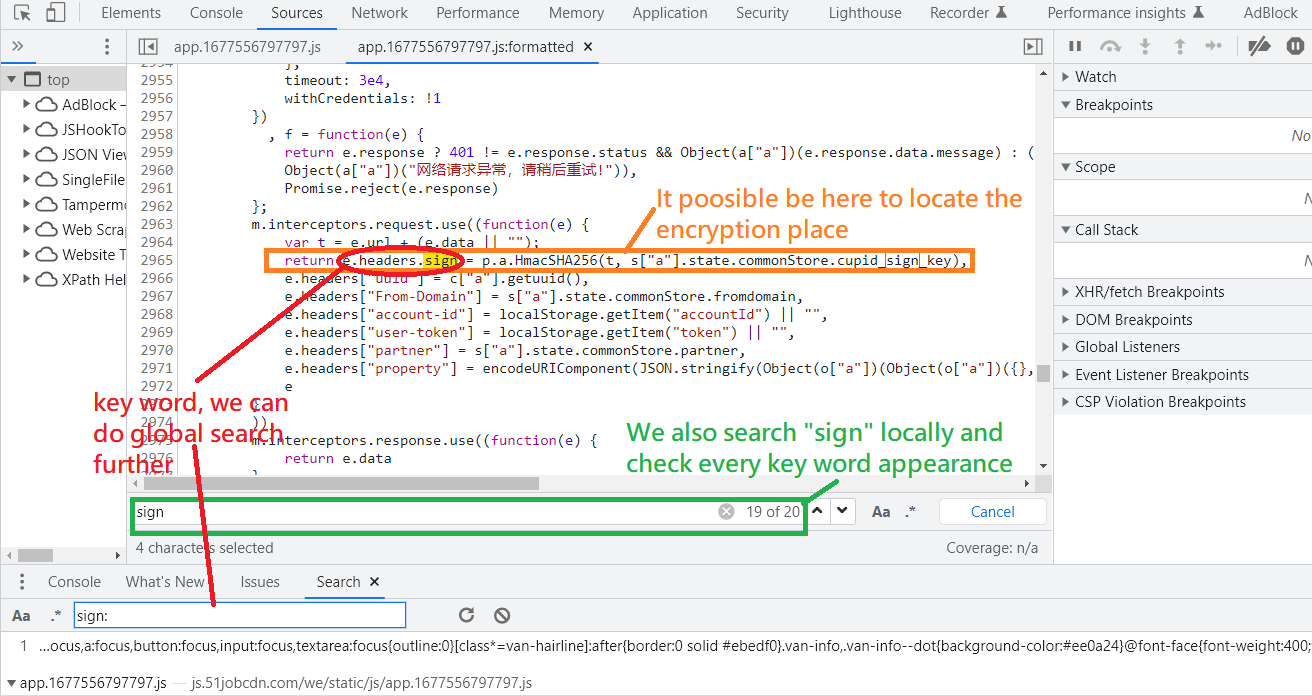 Elements Console Sources Network Performance Memory Application Security Lighthouse Recorder Performance insights AdBlock
app.1677556797797.js app.1677556797797.js:formatted ×
top
AdBlock –
JSHookTo
JSON View
SingleFile
Tamperm
Web Scrap
Website T
XPath Hel
2954 },
2955 timeout: 3e4,
2956 withCredentials: !1
2957 })
2958 , f = function(e) {
2959 return e.response ? 401 != e.response.status && Object(a["a"])(e.response.data.message) : (
2960 Object(a["a"])("网络请求异常，请稍后重试!")),
2961 Promise.reject(e.response)
2962 };
2963 m.interceptors.request.use((function(e) {
2964 var t = e.url + (e.data || "");
2965 return e.headers.sign = p.a.HmacSHA256(t, s["a"].state.commonStore.cupid_sign_key),
2966 e.headers["uuid"] = c["a"].getuuid(),
2967 e.headers["From-Domain"] = s["a"].state.commonStore.fromdomain,
2968 e.headers["account-id"] = localStorage.getItem("accountId") || "",
2969 e.headers["user-token"] = localStorage.getItem("token") || "",
2970 e.headers["partner"] = s["a"].state.commonStore.partner,
2971 e.headers["property"] = encodeURIComponent(JSON.stringify(Object(o["a"])(Object(o["a"])({},
2972 e
2973 }
2974 )),
2975 m.interceptors.response.use((function(e) {
2976 return e.data
It poosible be here to locate the
encryption place
key word, we can
do global search
further
We also search "sign" locally and
check every key word appearance
sign 19 of 20 Aa .* Cancel
4 characters selected Coverage: n/a
Watch
Breakpoints
No
Scope
N
Call Stack
N
XHR/fetch Breakpoints
DOM Breakpoints
Global Listeners
Event Listener Breakpoints
CSP Violation Breakpoints
Console What's New Issues Search ×
Aa .* sign:
1 ...ocus,a:focus,button:focus,input:focus,textarea:focus{outline:0}[class*=van-hairline]:after{border:0 solid #ebedf0}.van-info,.van-info--dot{background-color:#ee0a24}@font-face{font-weight:400;
app.1677556797797.js — js.51jobcdn.com/we/static/js/app.1677556797797.js